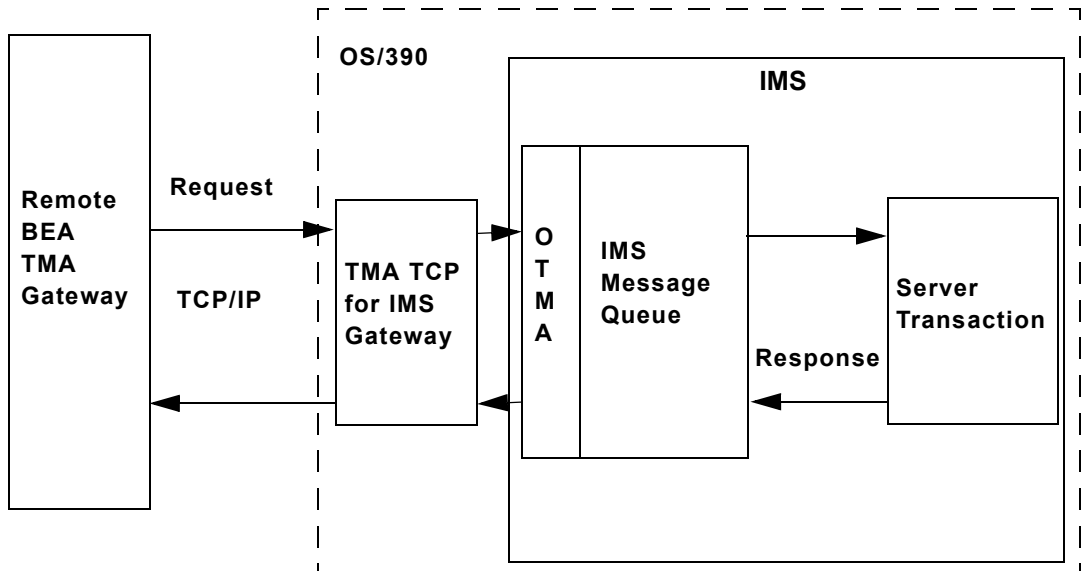 OS/390
IMS
Remote
BEA
TMA
Gateway
Request
TCP/IP
TMA TCP
for IMS
Gateway
O
T
M
A
IMS
Message
Queue
Response
Server
Transaction